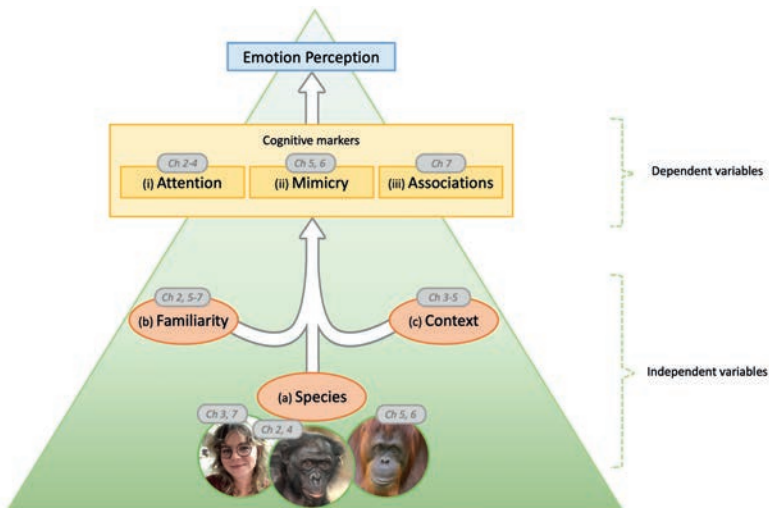 Emotion Perception
Cognitive markers
Ch 2-4
Ch 5, 6
Ch 7
(i) Attention
(ii) Mimicry
(iii) Associations
Dependent variables
Ch 2, 5-7
Ch 3-5
(b) Familiarity
(c) Context
Independent variables
(a) Species
Ch 3, 7
Ch 2, 4
Ch 5, 6